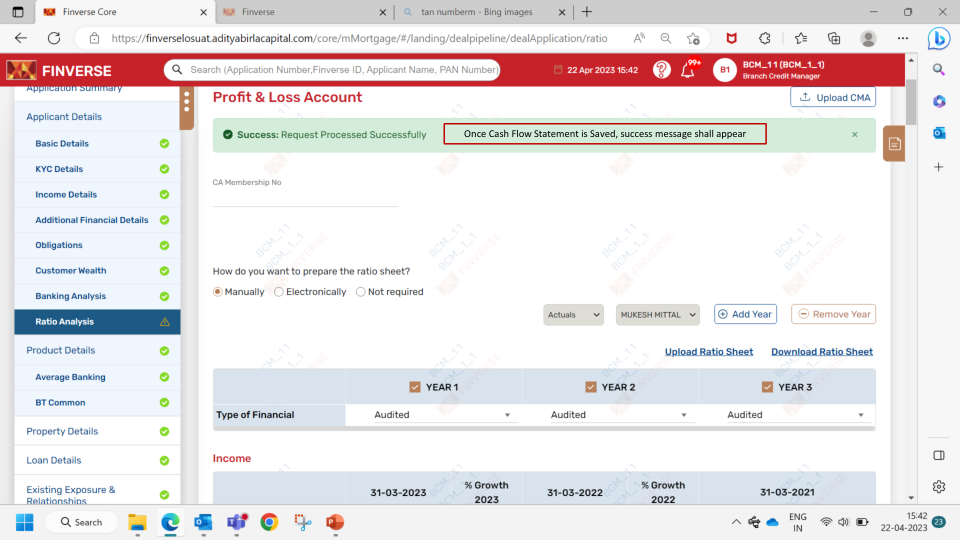 Finverse Core
Finverse
tan numberm - Bing images
https://finverselosuat.adityabirlacapital.com/core/mMortgage/#/landing/dealpipeline/dealApplication/ratio
FINVERSE
Search (Application Number,Finverse ID, Applicant Name, PAN Number)
22 Apr 2023 15:42
99+
B1
BCM_11 (BCM_1_1)
Branch Credit Manager
Application Summary
Applicant Details
Basic Details
KYC Details
Income Details
Additional Financial Details
Obligations
Customer Wealth
Banking Analysis
Ratio Analysis
Product Details
Average Banking
BT Common
Property Details
Loan Details
Existing Exposure &
Relationships
Profit & Loss Account
Upload CMA
Success: Request Processed Successfully
Once Cash Flow Statement is Saved, success message shall appear
CA Membership No
How do you want to prepare the ratio sheet?
Manually Electronically Not required
Actuals MUKESH MITTAL Add Year Remove Year
Upload Ratio Sheet Download Ratio Sheet
YEAR 1 YEAR 2 YEAR 3
Type of Financial Audited Audited Audited
Income
31-03-2023 % Growth 2023 31-03-2022 % Growth 2022 31-03-2021
BCM_11
BCM_1_1
FINVERSE
Search
ENG
IN
15:42
22-04-2023
23